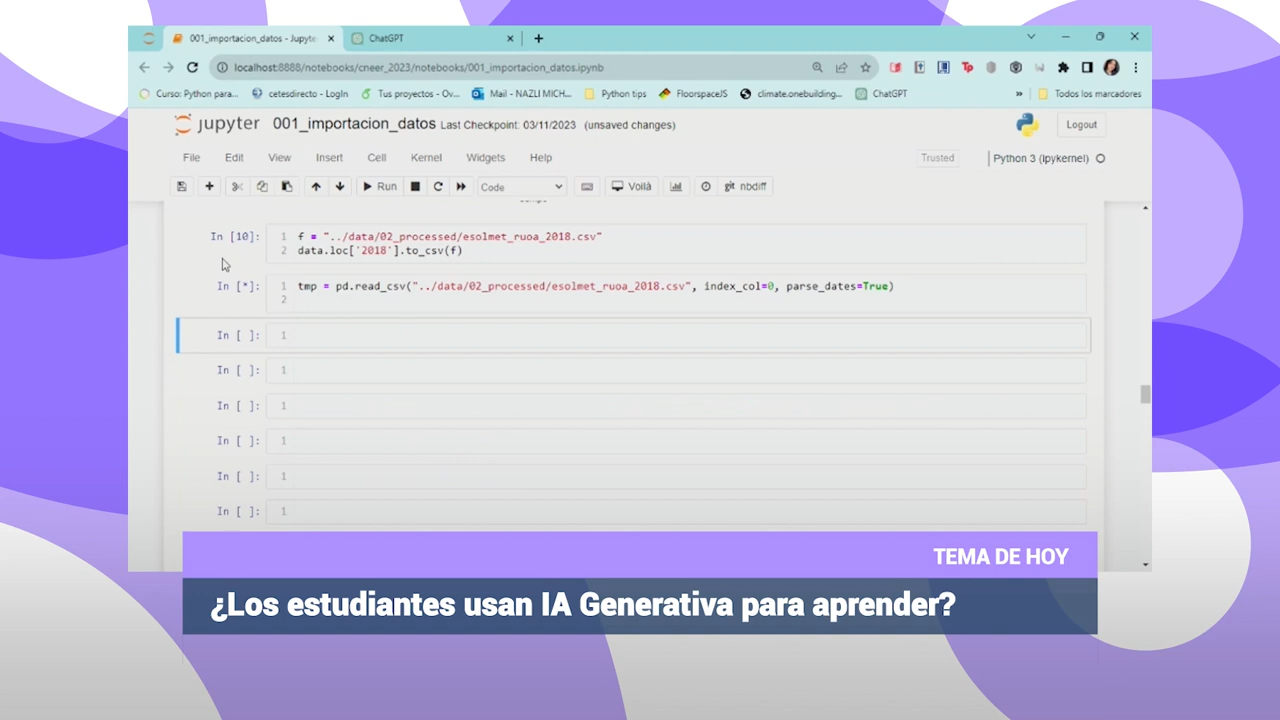 001_importacion_datos - Jupyte
ChatGPT
localhost:8888/notebooks/cneer_2023/notebooks/001_importacion_datos.ipynb
Curso: Python para...
cetesdirecto - LogIn
Tus proyectos - Ov...
Mail - NAZLI MICH...
Python tips
FloorspaceJS
climate.onebuilding...
ChatGPT
»
Todos los marcadores
jupyter 001_importacion_datos Last Checkpoint: 03/11/2023 (unsaved changes)
Logout
File Edit View Insert Cell Kernel Widgets Help
Trusted
Python 3 (ipykernel)
Run
Code
Voilà
git nbdiff
In [10]:
1 f = "../data/02_processed/esolmet_ruoa_2018.csv"
2 data.loc['2018'].to_csv(f)
In [*]:
1 tmp = pd.read_csv("../data/02_processed/esolmet_ruoa_2018.csv", index_col=0, parse_dates=True)
2
In [ ]: 1
In [ ]: 1
In [ ]: 1
In [ ]: 1
In [ ]: 1
In [ ]: 1
TEMA DE HOY
¿Los estudiantes usan IA Generativa para aprender?